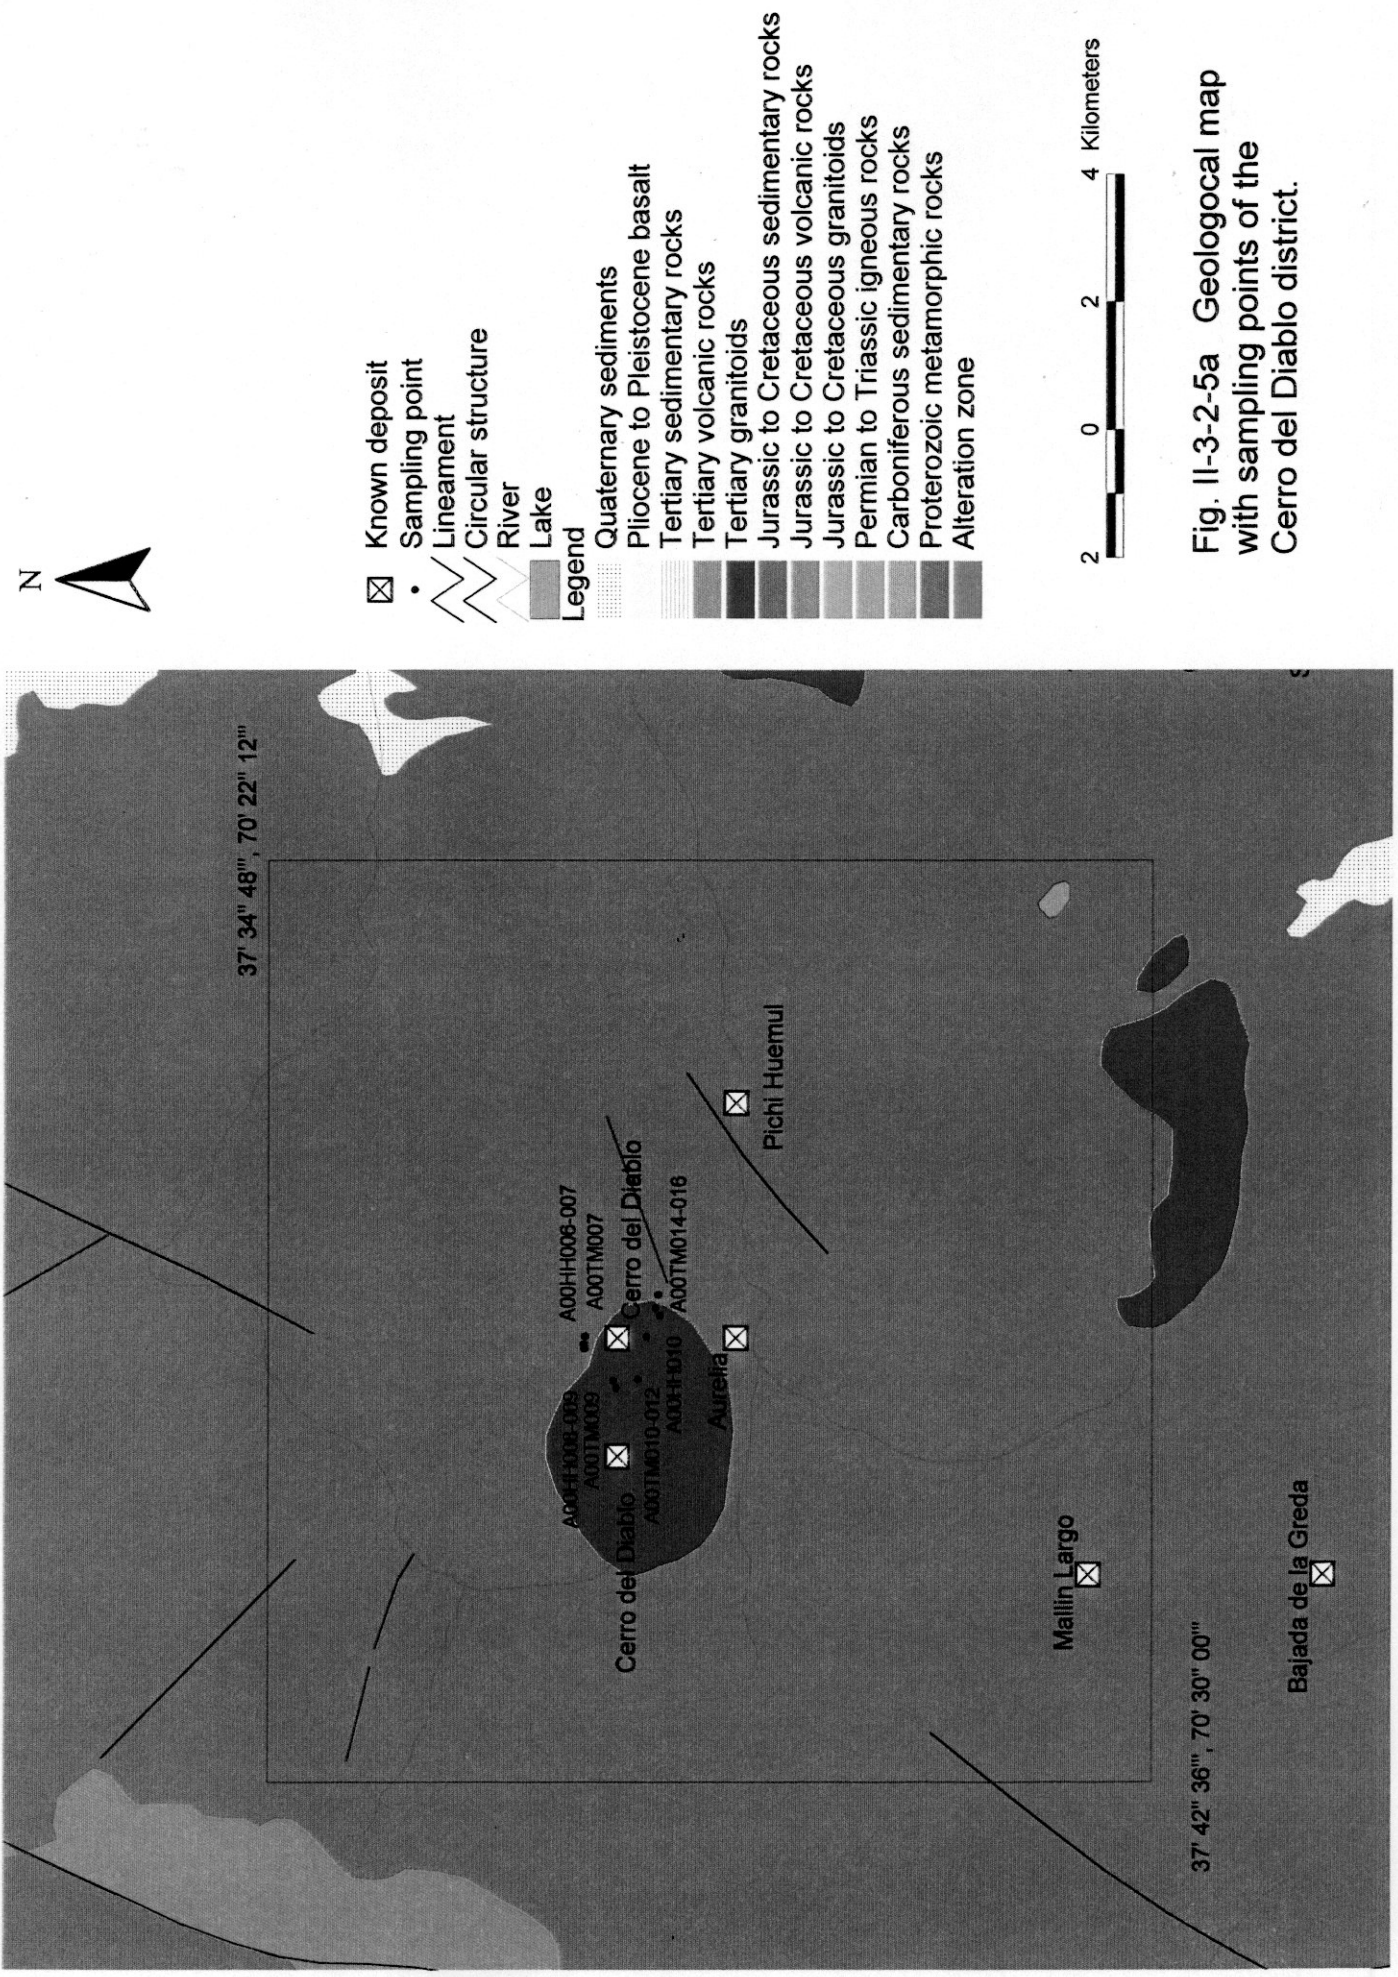 N
Known deposit
Sampling point
Lineament
Circular structure
River
Lake
Legend
Quaternary sediments
Pliocene to Pleistocene basalt
Tertiary sedimentary rocks
Tertiary volcanic rocks
Tertiary granitoids
Jurassic to Cretaceous sedimentary rocks
Jurassic to Cretaceous volcanic rocks
Jurassic to Cretaceous granitoids
Permian to Triassic igneous rocks
Carboniferous sedimentary rocks
Proterozoic metamorphic rocks
Alteration zone
2 0 2 4 Kilometers
Fig. II-3-2-5a Geologocal map
with sampling points of the
Cerro del Diablo district.
37' 34" 48"', 70' 22" 12"'
A00HH006-007
A00TM007
Cerro del Diablo
A00TM014-016
A00HH008-009
A00TM009
Cerro del Diablo
A00TM010-012
A00HH010
Aurelia
Pichi Huemul
Mallin Largo
37' 42" 36"', 70' 30" 00"'
Bajada de la Greda